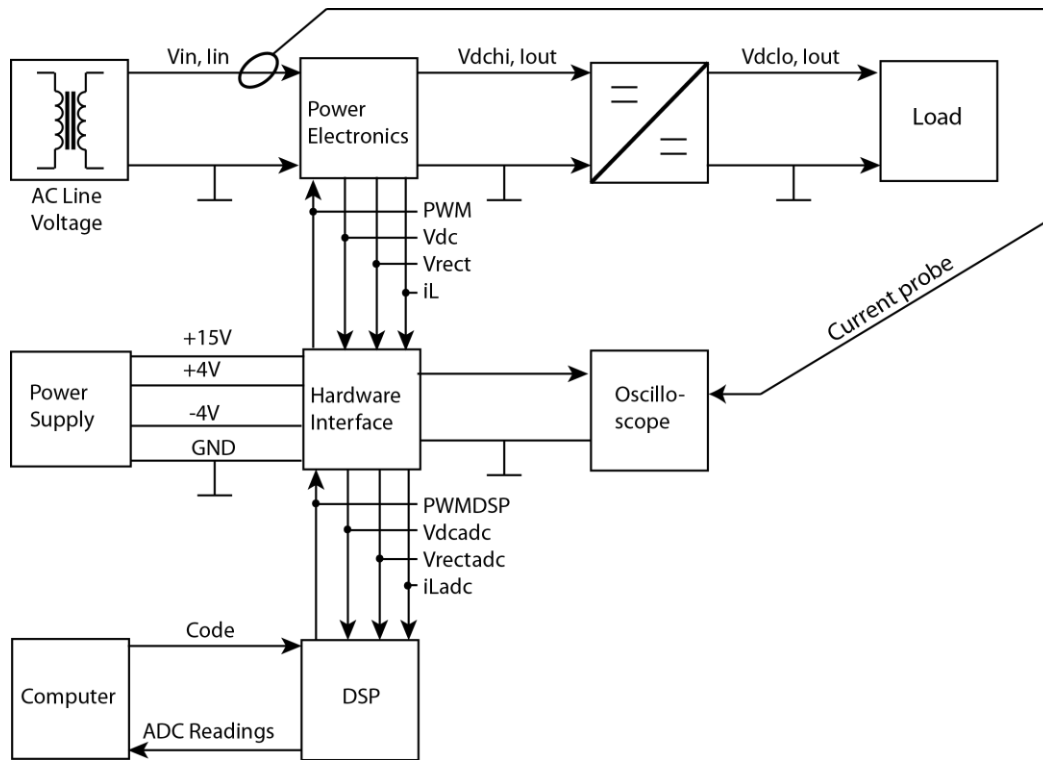 Vin, Iin
Vdchi, Iout
Vdclo, Iout
Power
Electronics
Load
AC Line
Voltage
PWM
Vdc
Vrect
iL
Current probe
+15V
+4V
-4V
GND
Power
Supply
Hardware
Interface
Oscillo-
scope
PWMDSP
Vdcadc
Vrectadc
iLadc
Code
Computer
DSP
ADC Readings